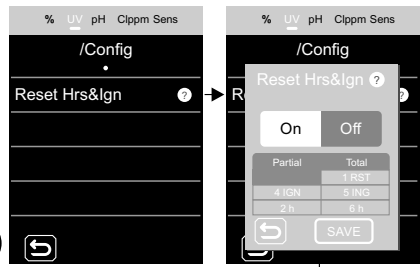 % UV pH Clppm Sens
/Config
Reset Hrs&Ign ?
% UV pH Clppm Sens
/Config
R ?
Reset Hrs&Ign ?
On Off
Partial Total
1 RST
4 IGN 5 ING
2 h 6 h
SAVE